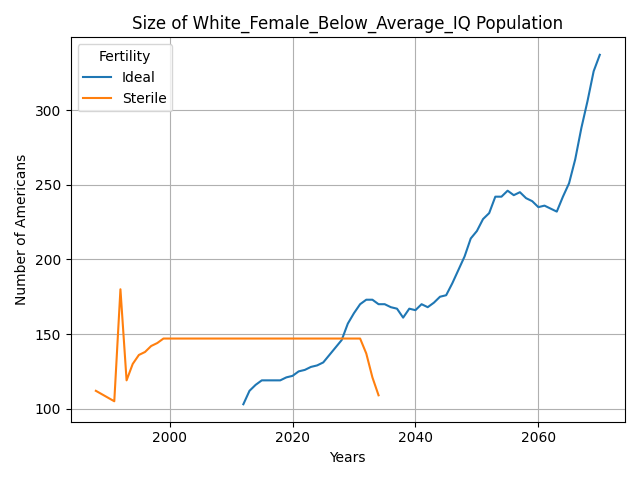 Size of White_Female_Below_Average_IQ Population
Fertility
Ideal
Sterile
Number of Americans
300
250
200
150
100
2000
2020
2040
2060
Years